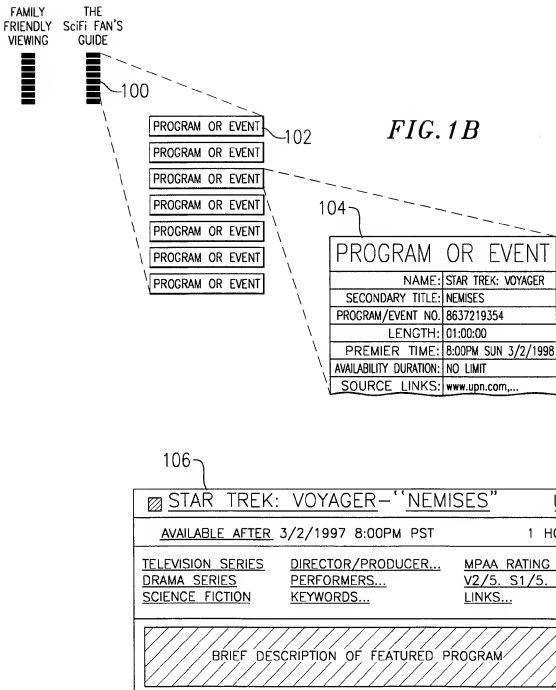 FAMILY
FRIENDLY
VIEWING
THE
SciFi FAN'S
GUIDE
100
PROGRAM OR EVENT
102
PROGRAM OR EVENT
PROGRAM OR EVENT
PROGRAM OR EVENT
PROGRAM OR EVENT
PROGRAM OR EVENT
PROGRAM OR EVENT
FIG. 1B
104
PROGRAM OR EVENT
NAME: STAR TREK: VOYAGER
SECONDARY TITLE: NEMISES
PROGRAM/EVENT NO. 8637219354
LENGTH: 01:00:00
PREMIER TIME: 8:00PM SUN 3/2/1998
AVAILABILITY DURATION: NO LIMIT
SOURCE LINKS: www.upn.com,...
106
STAR TREK: VOYAGER-"NEMISES"
AVAILABLE AFTER 3/2/1997 8:00PM PST 1
TELEVISION SERIES DIRECTOR/PRODUCER... MPAA RATING
DRAMA SERIES PERFORMERS... V2/5. S1/5.
SCIENCE FICTION KEYWORDS... LINKS...
BRIEF DESCRIPTION OF FEATURED PROGRAM